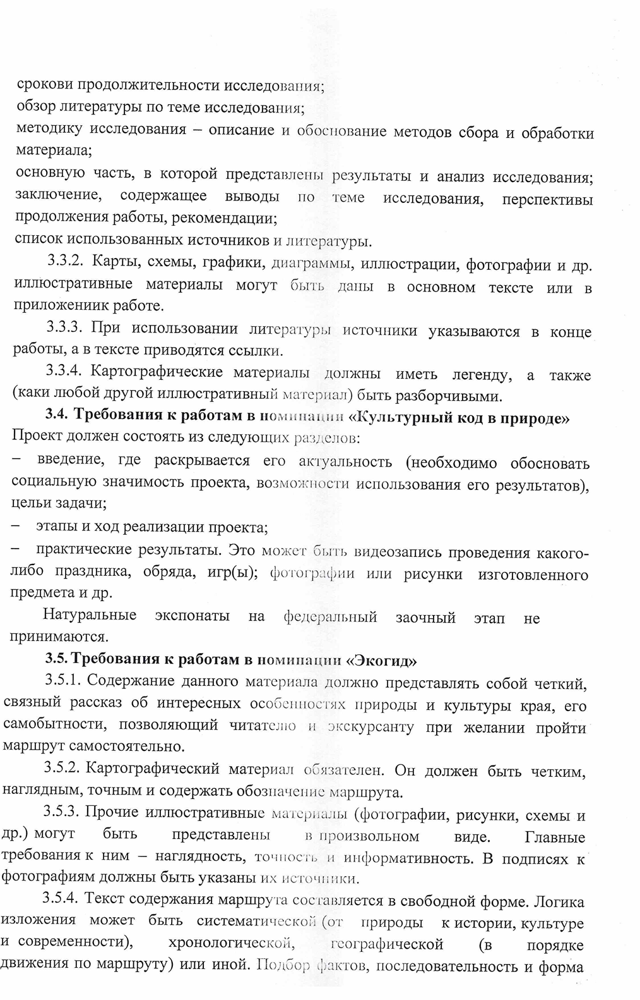 срокови продолжительности исследования;
обзор литературы по теме исследования;
методику исследования – описание и обоснование методов сбора и обработки
материала;
основную часть, в которой представлены результаты и анализ исследования;
заключение, содержащее выводы по теме исследования, перспективы
продолжения работы, рекомендации;
список использованных источников и литературы.
3.3.2. Карты, схемы, графики, диаграммы, иллюстрации, фотографии и др.
иллюстративные материалы могут быть даны в основном тексте или в
приложениик работе.
3.3.3. При использовании литературы источники указываются в конце
работы, а в тексте приводятся ссылки.
3.3.4. Картографические материалы должны иметь легенду, а также
(каки любой другой иллюстративный материал) быть разборчивыми.
3.4. Требования к работам в номинации «Культурный код в природе»
Проект должен состоять из следующих разделов:
– введение, где раскрывается его актуальность (необходимо обосновать
социальную значимость проекта, возможности использования его результатов),
цельи задачи;
– этапы и ход реализации проекта;
– практические результаты. Это может быть видеозапись проведения какого-
либо праздника, обряда, игр(ы); фотографии или рисунки изготовленного
предмета и др.
Натуральные экспонаты на федеральный заочный этап не
принимаются.
3.5. Требования к работам в номинации «Экогид»
3.5.1. Содержание данного материала должно представлять собой четкий,
связный рассказ об интересных особенностях природы и культуры края, его
самобытности, позволяющий читателю и экскурсанту при желании пройти
маршрут самостоятельно.
3.5.2. Картографический материал обязателен. Он должен быть четким,
наглядным, точным и содержать обозначение маршрута.
3.5.3. Прочие иллюстративные материалы (фотографии, рисунки, схемы и
др.) могут быть представлены в произвольном виде. Главные
требования к ним – наглядность, точность и информативность. В подписях к
фотографиям должны быть указаны их источники.
3.5.4. Текст содержания маршрута составляется в свободной форме. Логика
изложения может быть систематической (от природы к истории, культуре
и современности), хронологической, географической (в порядке
движения по маршруту) или иной. Подбор фактов, последовательность и форма